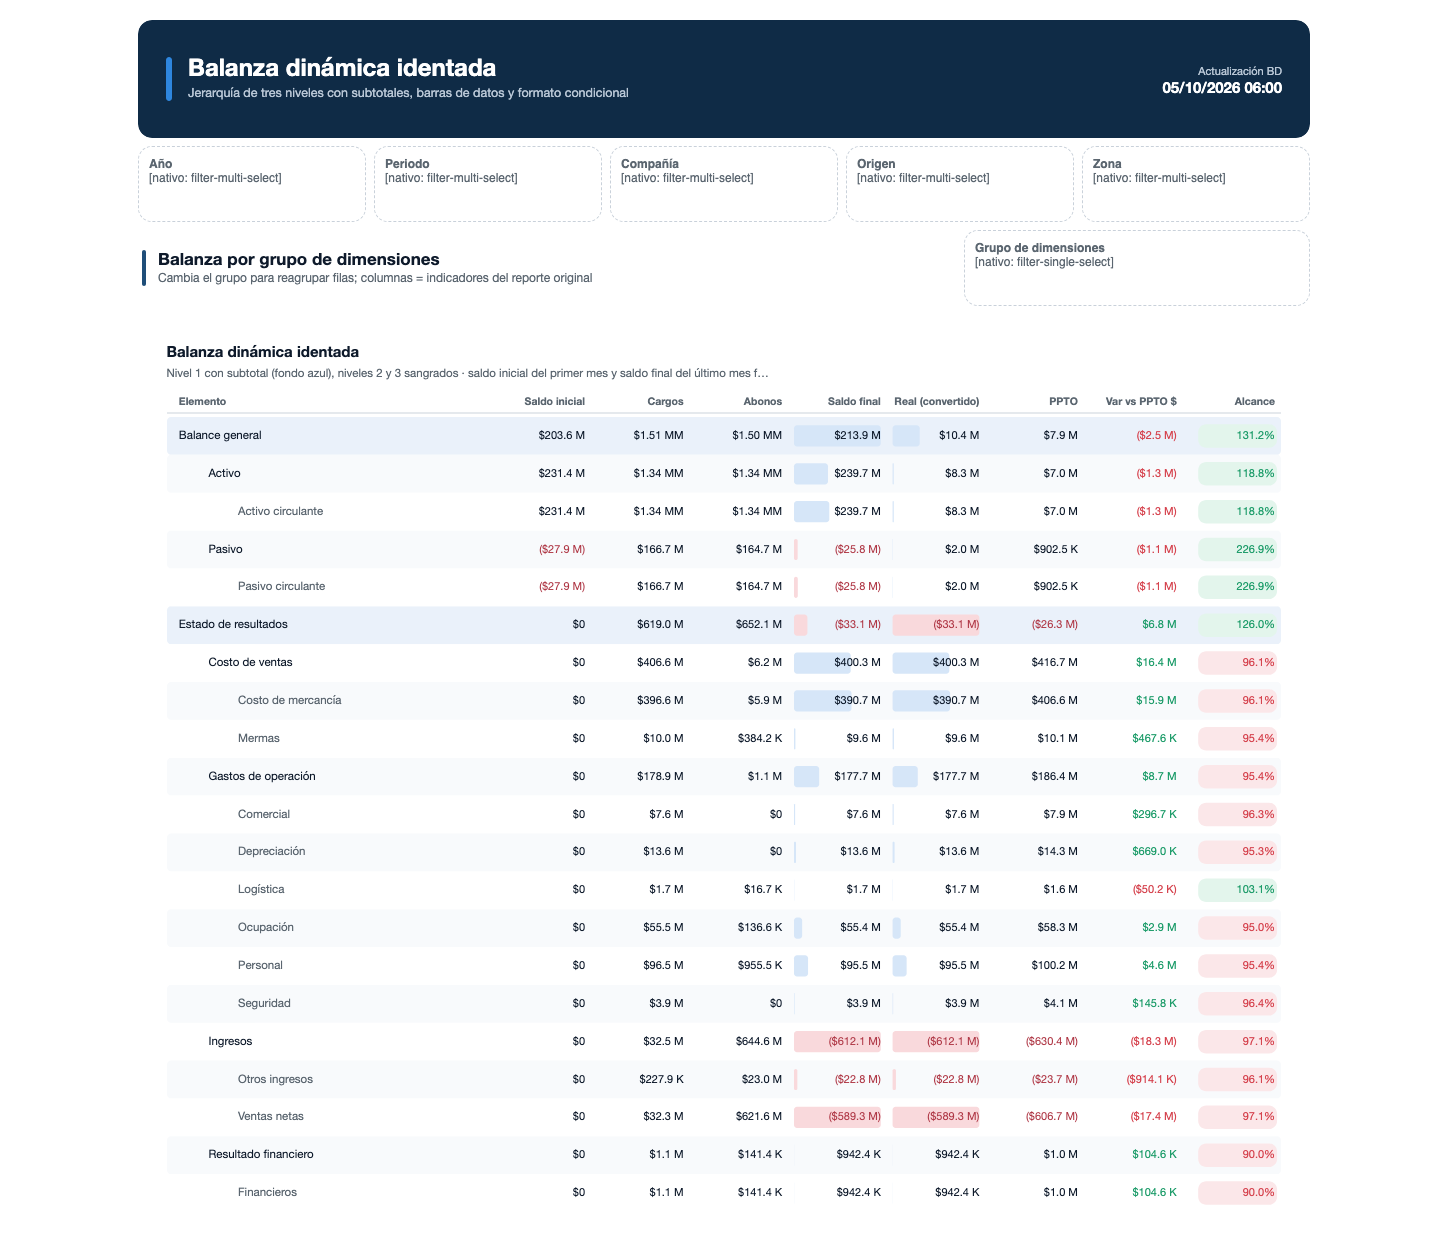 Balanza dinámica identada
Jerarquía de tres niveles con subtotales, barras de datos y formato condicional
Actualización BD
05/10/2026 06:00
Año
[nativo: filter-multi-select]
Periodo
[nativo: filter-multi-select]
Compañía
[nativo: filter-multi-select]
Origen
[nativo: filter-multi-select]
Zona
[nativo: filter-multi-select]
Balanza por grupo de dimensiones
Cambia el grupo para reagrupar filas; columnas = indicadores del reporte original
Grupo de dimensiones
[nativo: filter-single-select]
Balanza dinámica identada
Nivel 1 con subtotal (fondo azul), niveles 2 y 3 sangrados · saldo inicial del primer mes y saldo final del último mes f…
Elemento Saldo inicial Cargos Abonos Saldo final Real (convertido) PPTO Var vs PPTO $ Alcance
Balance general $203.6 M $1.51 MM $1.50 MM $213.9 M $10.4 M $7.9 M ($2.5 M) 131.2%
Activo $231.4 M $1.34 MM $1.34 MM $239.7 M $8.3 M $7.0 M ($1.3 M) 118.8%
Activo circulante $231.4 M $1.34 MM $1.34 MM $239.7 M $8.3 M $7.0 M ($1.3 M) 118.8%
Pasivo ($27.9 M) $166.7 M $164.7 M ($25.8 M) $2.0 M $902.5 K ($1.1 M) 226.9%
Pasivo circulante ($27.9 M) $166.7 M $164.7 M ($25.8 M) $2.0 M $902.5 K ($1.1 M) 226.9%
Estado de resultados $0 $619.0 M $652.1 M ($33.1 M) ($33.1 M) ($26.3 M) $6.8 M 126.0%
Costo de ventas $0 $406.6 M $6.2 M $400.3 M $400.3 M $416.7 M $16.4 M 96.1%
Costo de mercancía $0 $396.6 M $5.9 M $390.7 M $390.7 M $406.6 M $15.9 M 96.1%
Mermas $0 $10.0 M $384.2 K $9.6 M $9.6 M $10.1 M $467.6 K 95.4%
Gastos de operación $0 $178.9 M $1.1 M $177.7 M $177.7 M $186.4 M $8.7 M 95.4%
Comercial $0 $7.6 M $0 $7.6 M $7.6 M $7.9 M $296.7 K 96.3%
Depreciación $0 $13.6 M $0 $13.6 M $13.6 M $14.3 M $669.0 K 95.3%
Logística $0 $1.7 M $16.7 K $1.7 M $1.7 M $1.6 M ($50.2 K) 103.1%
Ocupación $0 $55.5 M $136.6 K $55.4 M $55.4 M $58.3 M $2.9 M 95.0%
Personal $0 $96.5 M $955.5 K $95.5 M $95.5 M $100.2 M $4.6 M 95.4%
Seguridad $0 $3.9 M $0 $3.9 M $3.9 M $4.1 M $145.8 K 96.4%
Ingresos $0 $32.5 M $644.6 M ($612.1 M) ($612.1 M) ($630.4 M) ($18.3 M) 97.1%
Otros ingresos $0 $227.9 K $23.0 M ($22.8 M) ($22.8 M) ($23.7 M) ($914.1 K) 96.1%
Ventas netas $0 $32.3 M $621.6 M ($589.3 M) ($589.3 M) ($606.7 M) ($17.4 M) 97.1%
Resultado financiero $0 $1.1 M $141.4 K $942.4 K $942.4 K $1.0 M $104.6 K 90.0%
Financieros $0 $1.1 M $141.4 K $942.4 K $942.4 K $1.0 M $104.6 K 90.0%